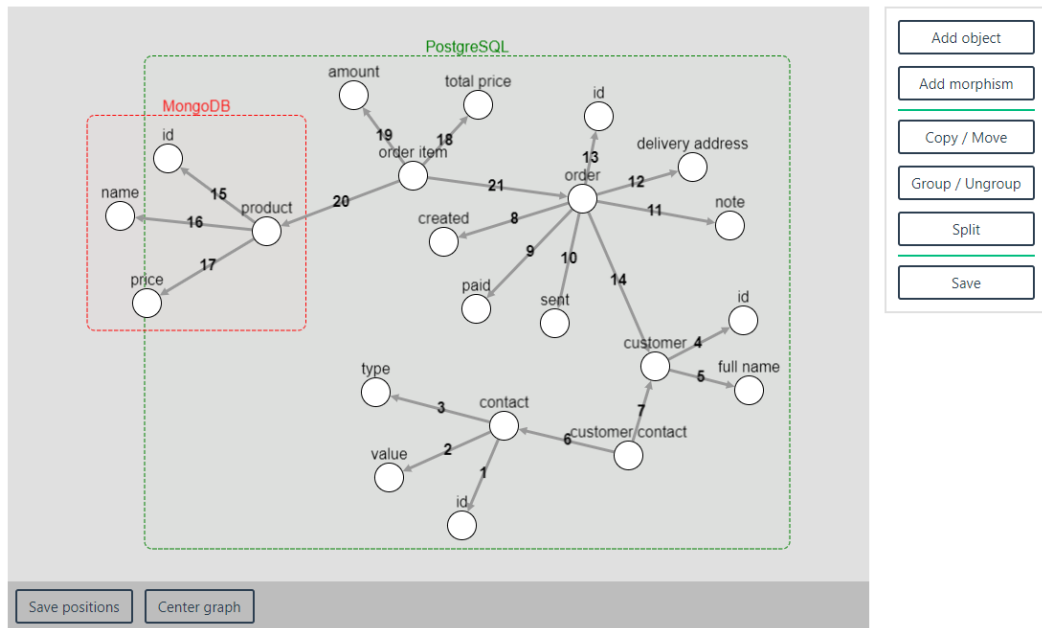 PostgreSQL
MongoDB
amount
total price
id
id
19
18
order item
13
delivery address
order
12
15
name
product
20
21
11
note
16
created
8
17
9
10
14
price
paid
sent
id
customer
4
5
full name
type
3
contact
7
6
customer contact
value
2
1
id
Add object
Add morphism
Copy / Move
Group / Ungroup
Split
Save
Save positions
Center graph